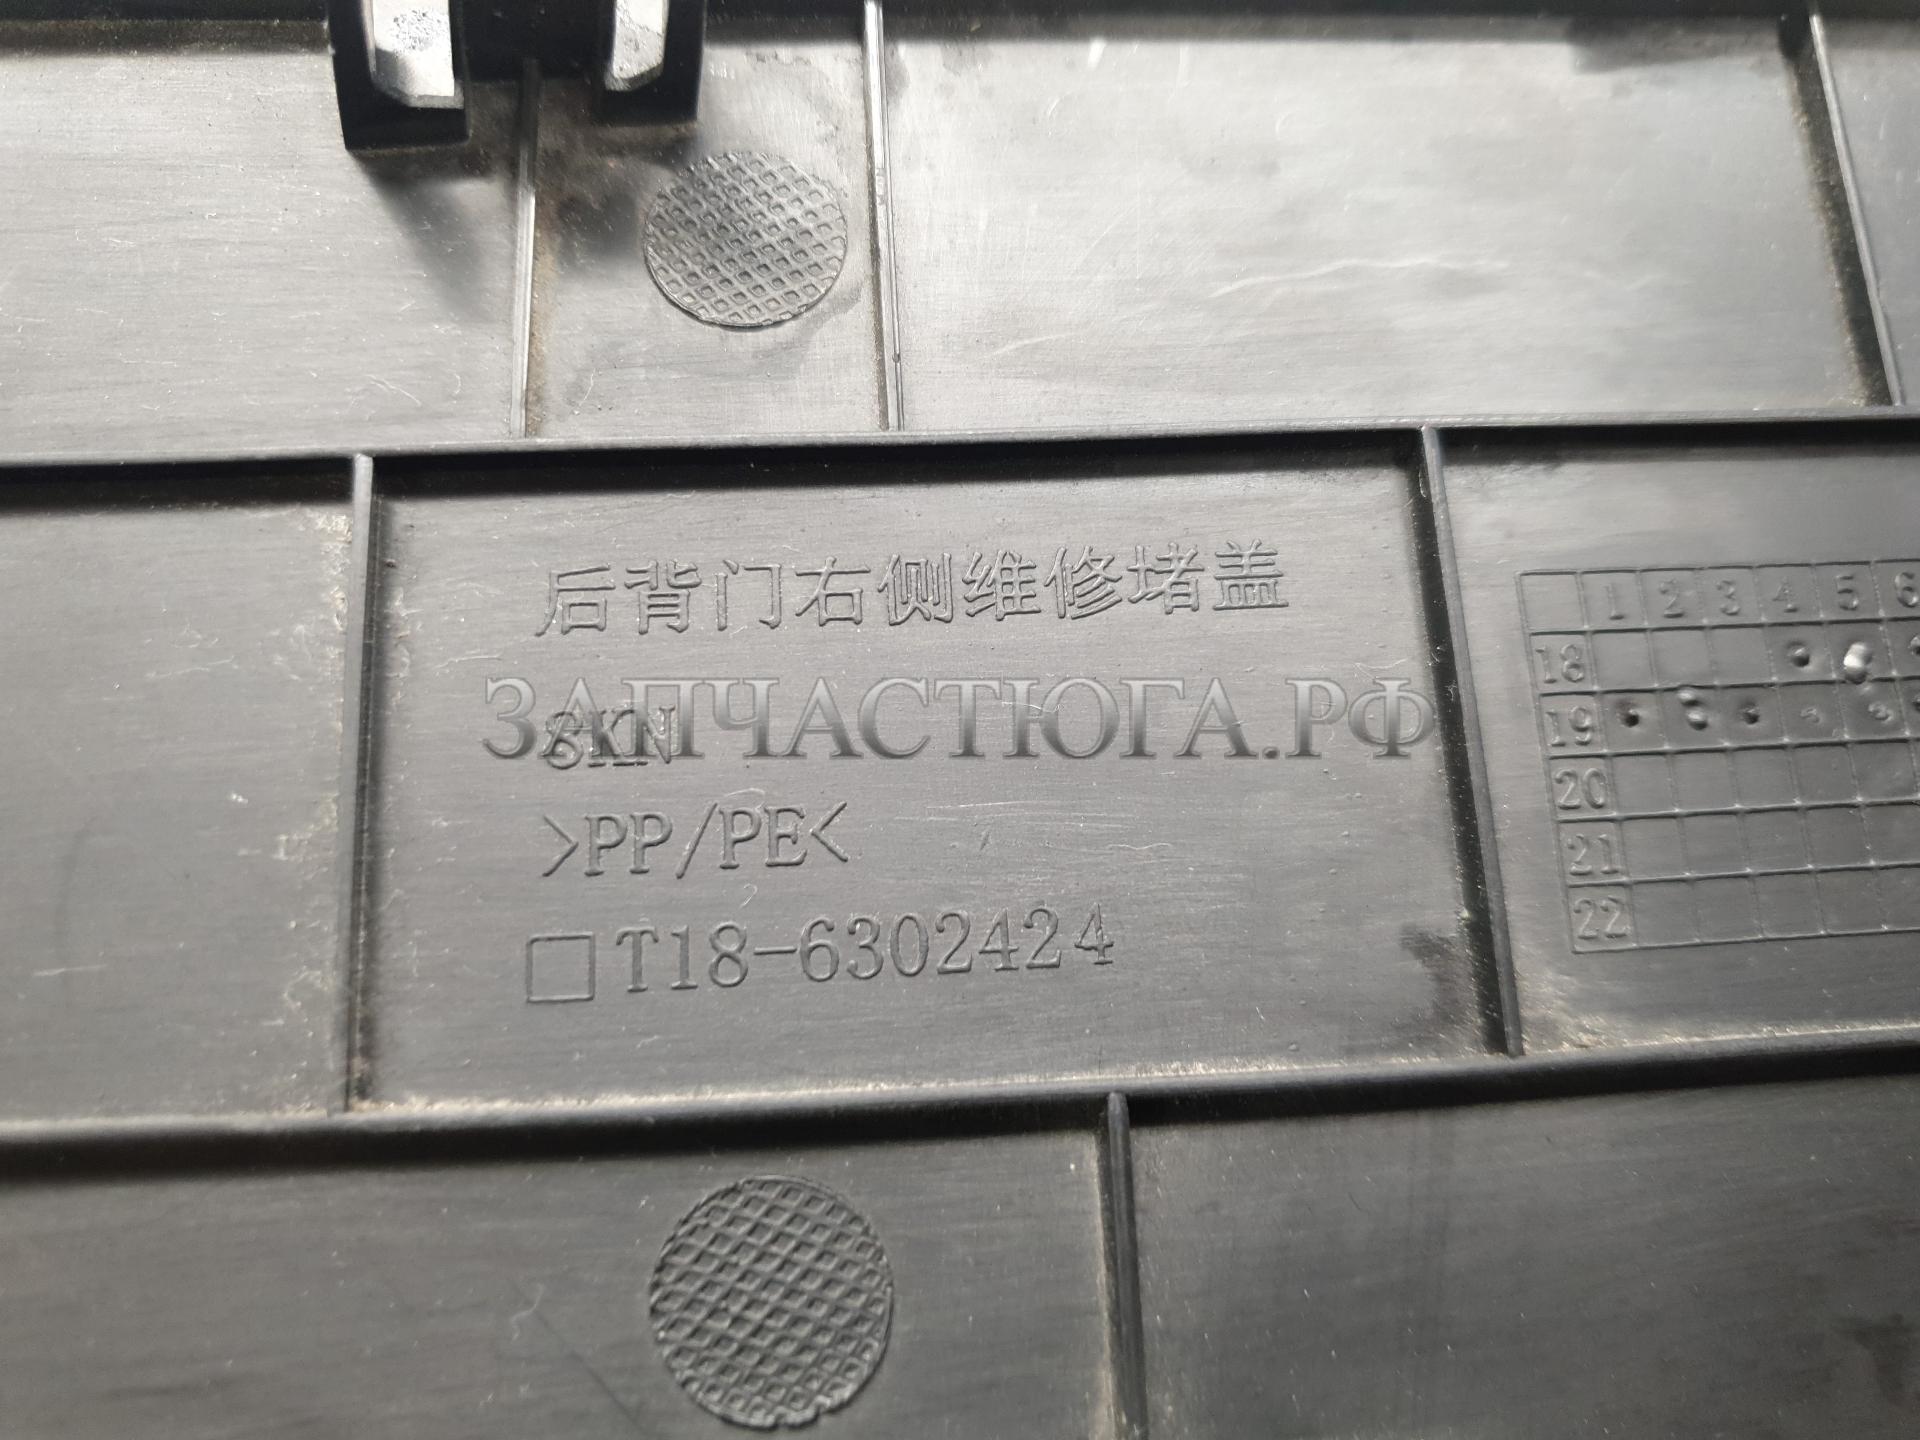 后背门右侧维修堵盖
ЗАПЧАСТЮГА.РФ
>PP/PE<
T18-6302424
1 2 3 4 5 6
18
19
20
21
22